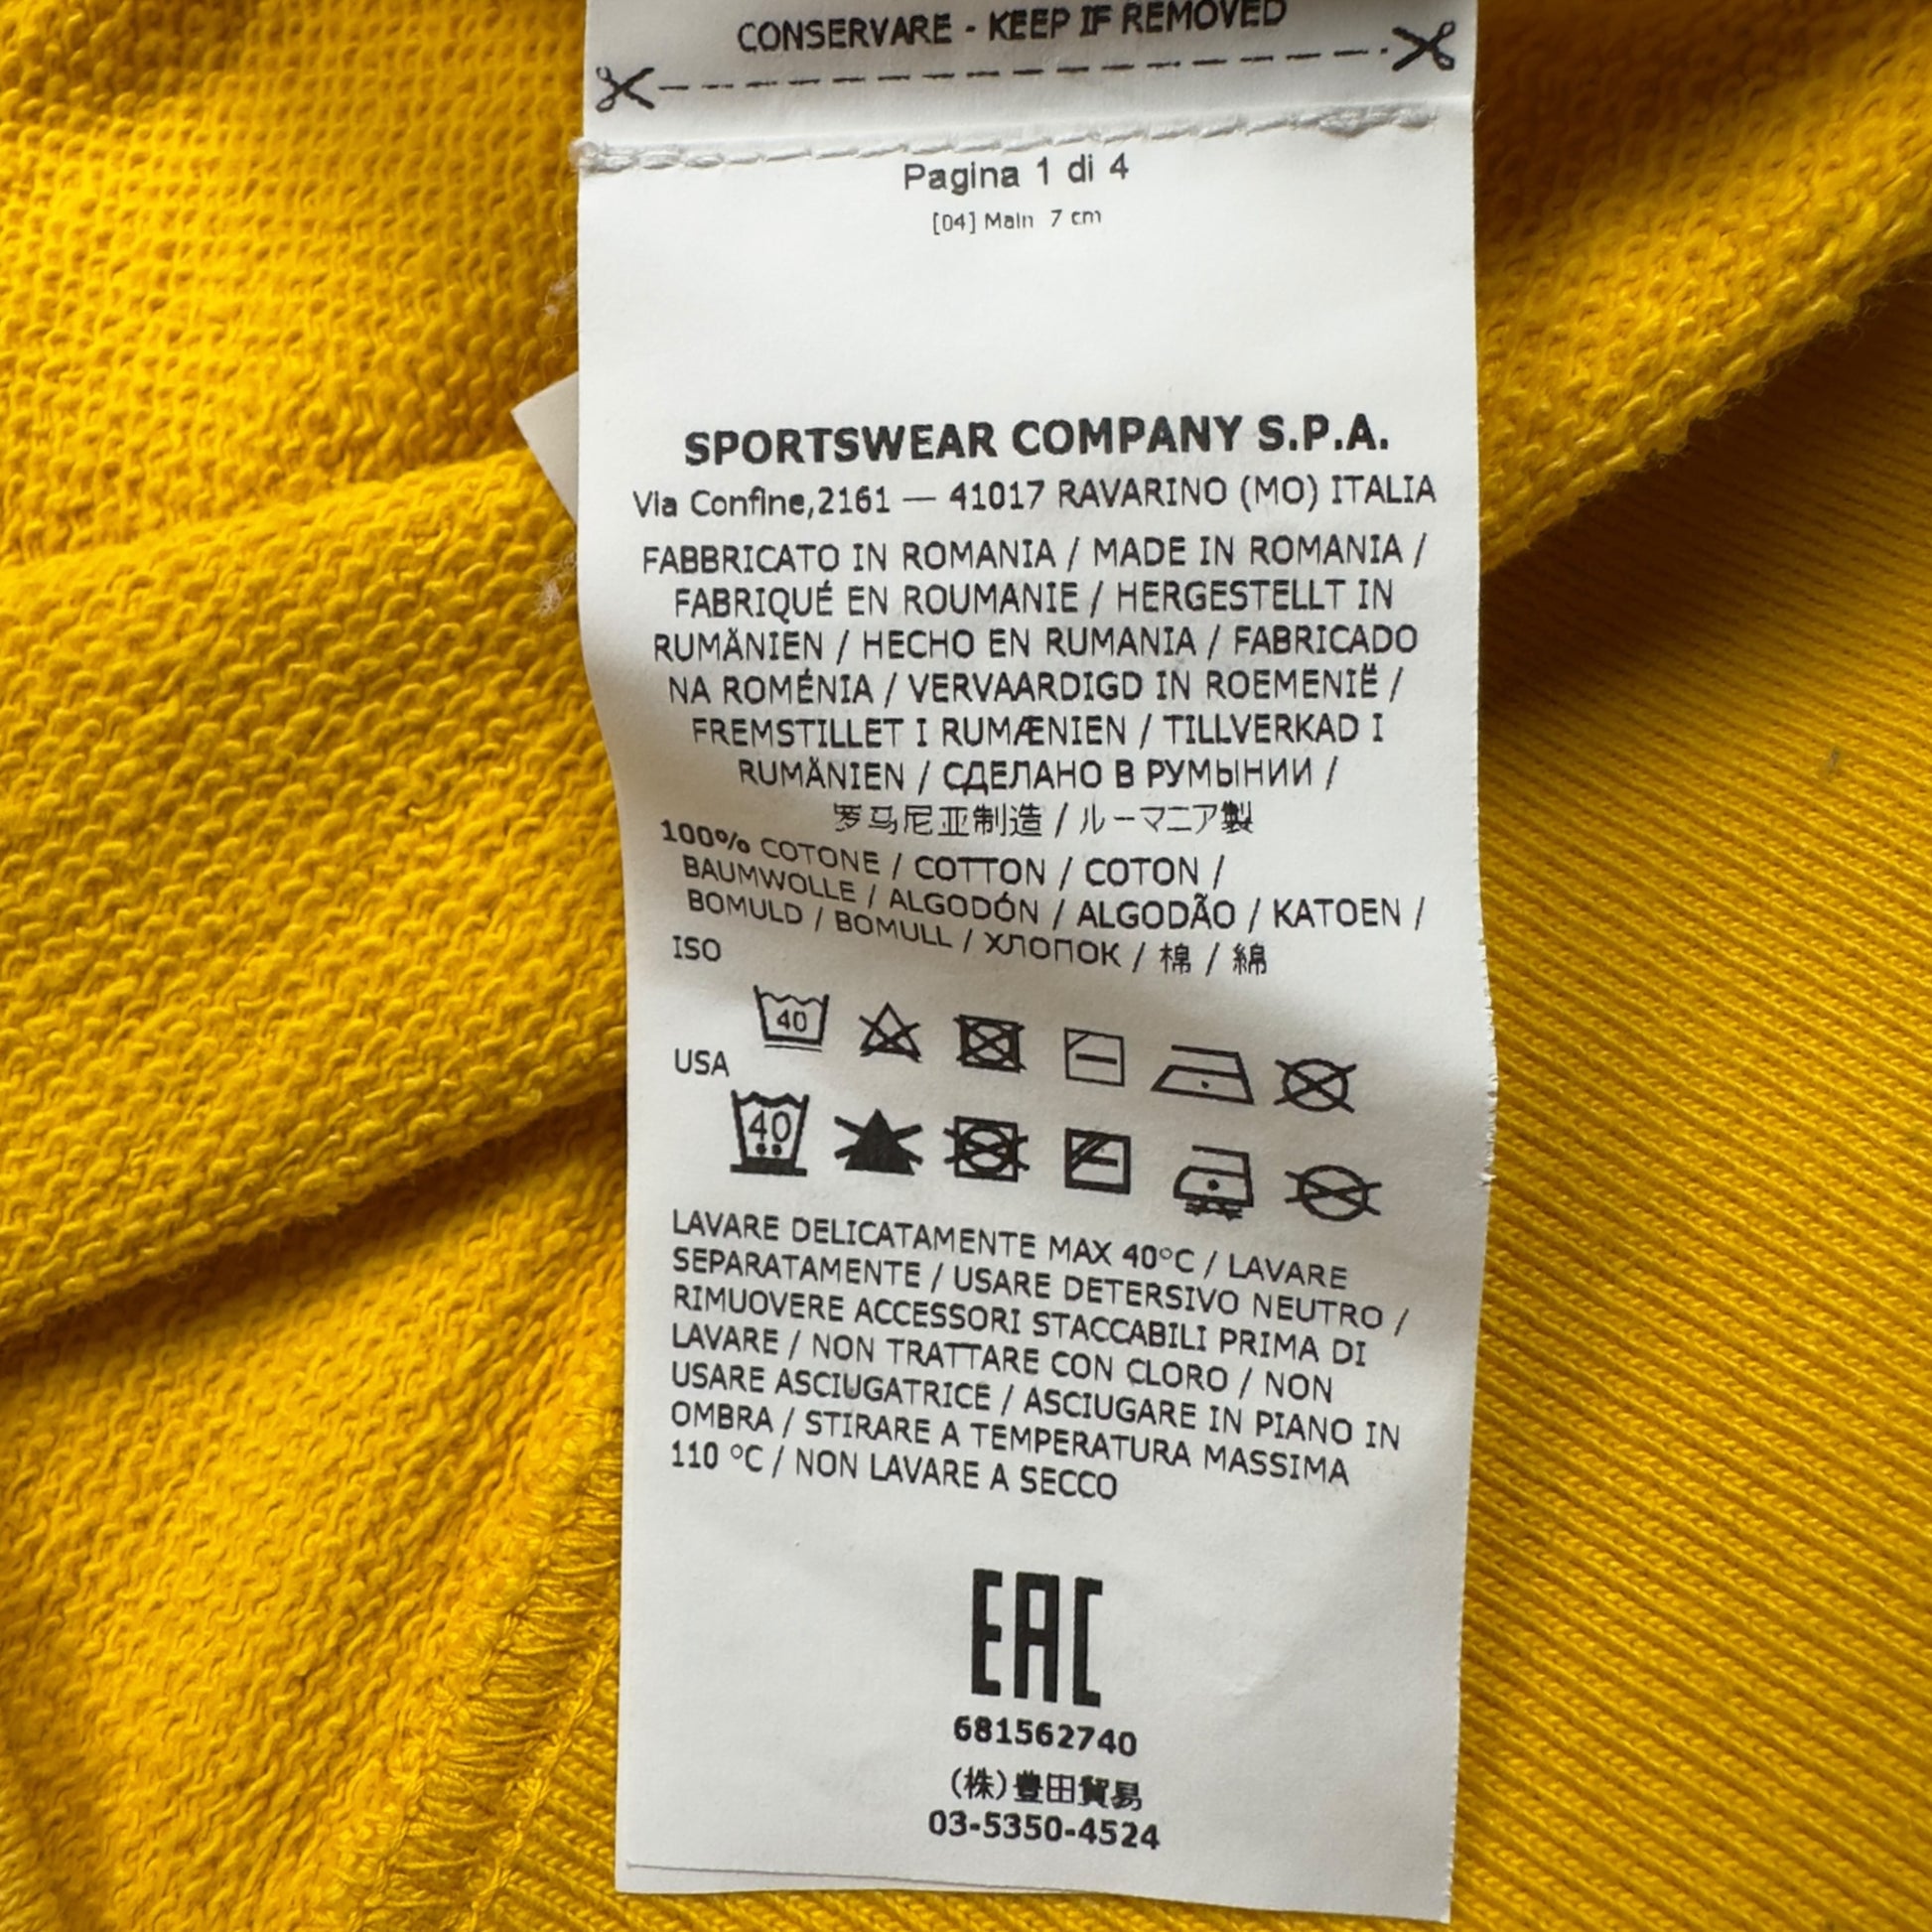 CONSERVARE - KEEP IF REMOVED
Pagina 1 di 4
[04] Main 7 cm
SPORTSWEAR COMPANY S.P.A.
Via Confine,2161 — 41017 RAVARINO (MO) ITALIA
FABBRICATO IN ROMANIA / MADE IN ROMANIA /
FABRIQUÉ EN ROUMANIE / HERGESTELLT IN
RUMÄNIEN / HECHO EN RUMANIA / FABRICADO
NA ROMÉNIA / VERVAARDIGD IN ROEMENIË /
FREMSTILLET I RUMÆNIEN / TILLVERKAD I
RUMÄNIEN / СДЕЛАНО В РУМЫНИИ /
罗马尼亚制造 / ルーマニア製
100% COTONE / COTTON / COTON /
BAUMWOLLE / ALGODÓN / ALGODÃO / KATOEN /
BOMULD / BOMULL / ХЛОПОК / 棉 / 綿
ISO
40
USA
40
LAVARE DELICATAMENTE MAX 40°C / LAVARE
SEPARATAMENTE / USARE DETERSIVO NEUTRO /
RIMUOVERE ACCESSORI STACCABILI PRIMA DI
LAVARE / NON TRATTARE CON CLORO / NON
USARE ASCIUGATRICE / ASCIUGARE IN PIANO IN
OMBRA / STIRARE A TEMPERATURA MASSIMA
110 °C / NON LAVARE A SECCO
EAC
681562740
(株)豊田貿易
03-5350-4524